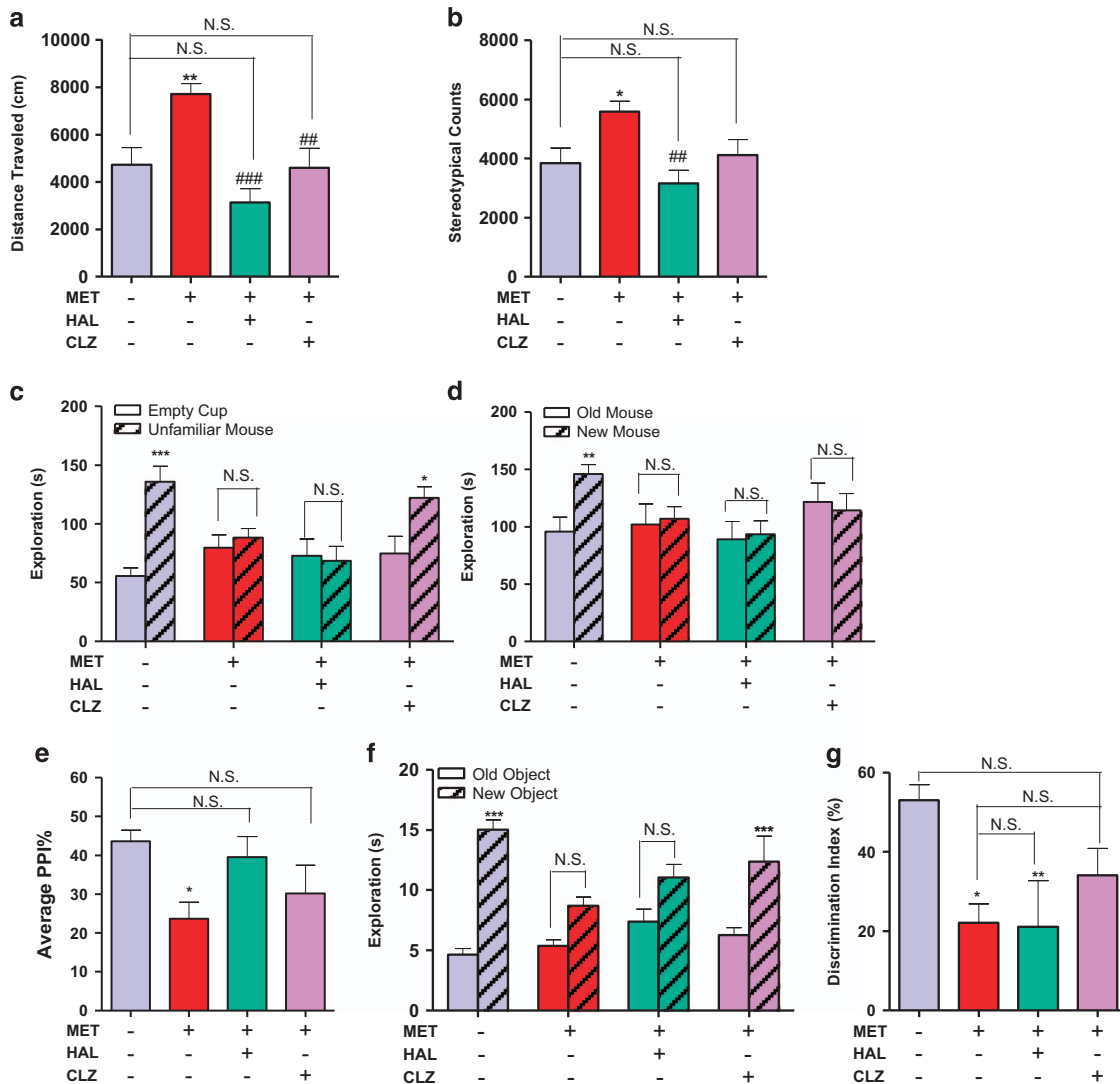 a
N.S.
N.S.
10000
8000
6000
4000
2000
0
Distance Traveled (cm)
**
###
##
MET - + + +
HAL - - + -
CLZ - - - +
b
N.S.
N.S.
8000
6000
4000
2000
0
Stereotypical Counts
*
##
MET - + + +
HAL - - + -
CLZ - - - +
c
200
150
100
50
0
Exploration (s)
Empty Cup
Unfamiliar Mouse
***
N.S.
N.S.
*
MET - + + +
HAL - - + -
CLZ - - - +
d
200
150
100
50
0
Exploration (s)
Old Mouse
New Mouse
**
N.S.
N.S.
N.S.
MET - + + +
HAL - - + -
CLZ - - - +
e
60
50
40
30
20
10
0
Average PPI%
N.S.
N.S.
*
MET - + + +
HAL - - + -
CLZ - - - +
f
20
15
10
5
0
Exploration (s)
Old Object
New Object
***
N.S.
N.S.
***
MET - + + +
HAL - - + -
CLZ - - - +
g
60
40
20
0
Discrimination Index (%)
N.S.
N.S.
N.S.
*
**
MET - + + +
HAL - - + -
CLZ - - - +